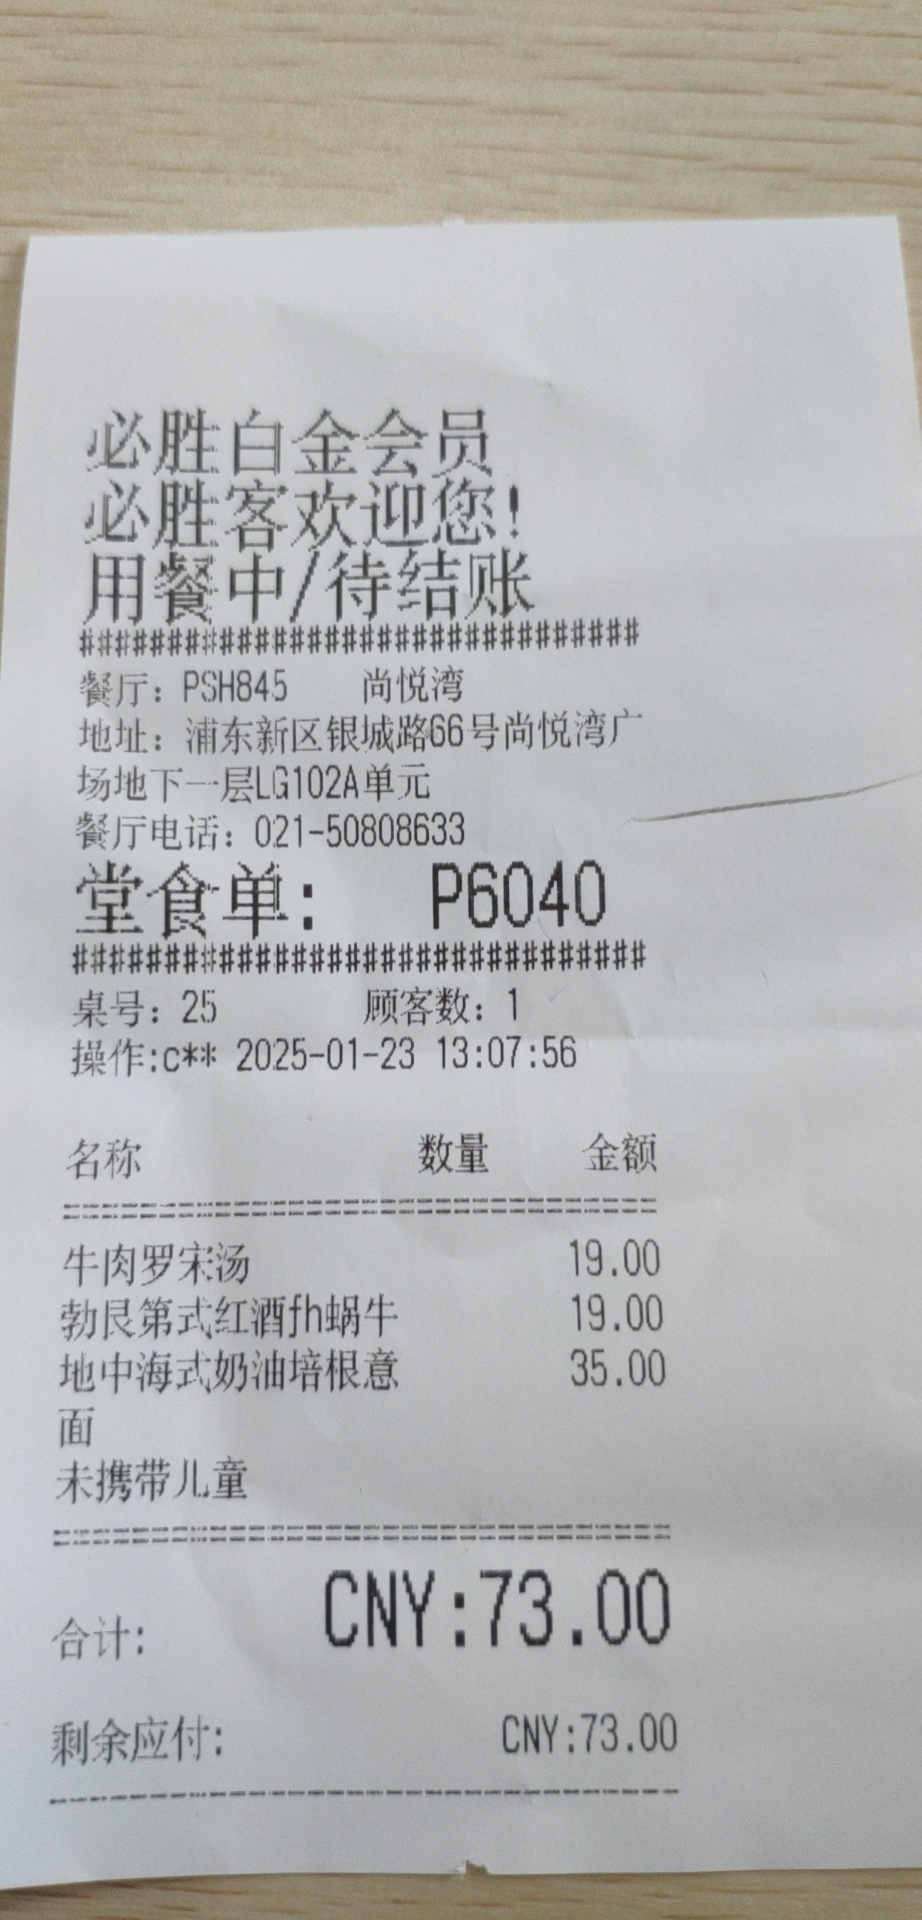 必胜白金会员
必胜客欢迎您!
用餐中/待结账
################################
餐厅: PSH845 尚悦湾
地址: 浦东新区银城路66号尚悦湾广
场地下一层LG102A单元
餐厅电话: 021-50808633
堂食单: P6040
################################
桌号: 25 顾客数: 1
操作:c** 2025-01-23 13:07:56
名称 数量 金额
牛肉罗宋汤 19.00
勃艮第式红酒fh蜗牛 19.00
地中海式奶油培根意 35.00
面
未携带儿童
合计: CNY:73.00
剩余应付: CNY:73.00